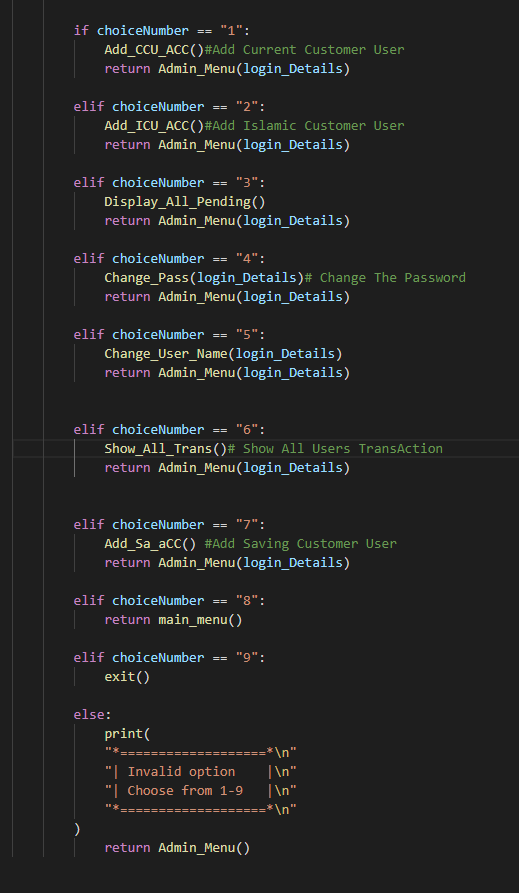 if choiceNumber == "1":
Add_CCU_ACC()#Add Current Customer User
return Admin_Menu(login_Details)
elif choiceNumber == "2":
Add_ICU_ACC()#Add Islamic Customer User
return Admin_Menu(login_Details)
elif choiceNumber == "3":
Display_All_Pending()
return Admin_Menu(login_Details)
elif choiceNumber == "4":
Change_Pass(login_Details)# Change The Password
return Admin_Menu(login_Details)
elif choiceNumber == "5":
Change_User_Name(login_Details)
return Admin_Menu(login_Details)
elif choiceNumber == "6":
Show_All_Trans()# Show All Users TransAction
return Admin_Menu(login_Details)
elif choiceNumber == "7":
Add_Sa_aCC() #Add Saving Customer User
return Admin_Menu(login_Details)
elif choiceNumber == "8":
return main_menu()
elif choiceNumber == "9":
exit()
else:
print(
"*===================*\n"
"| Invalid option    |\n"
"| Choose from 1-9   |\n"
"*===================*\n"
)
return Admin_Menu()